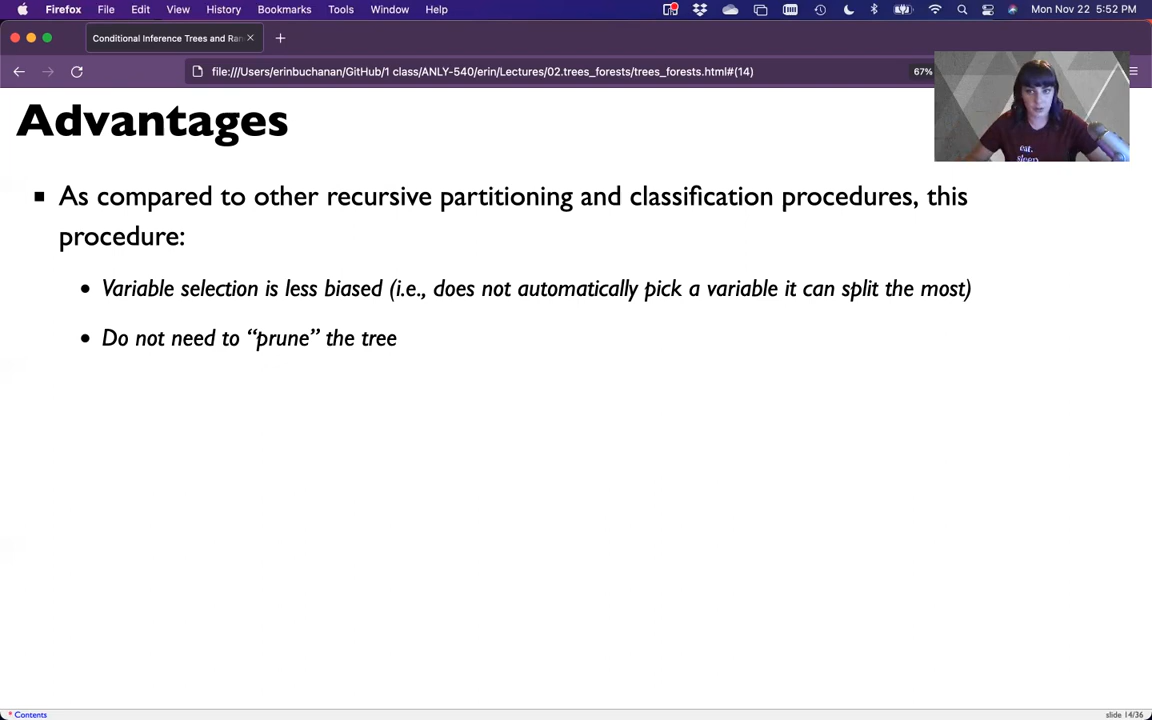 Firefox File Edit View History Bookmarks Tools Window Help Mon Nov 22 5:52 PM
Conditional Inference Trees and Ran
file:///Users/erinbuchanan/GitHub/1 class/ANLY-540/erin/Lectures/02.trees_forests/trees_forests.html#(14) 67%
Advantages
eat.
sleep
▪ As compared to other recursive partitioning and classification procedures, this
procedure:
• Variable selection is less biased (i.e., does not automatically pick a variable it can split the most)
• Do not need to “prune” the tree
* Contents slide 14/36